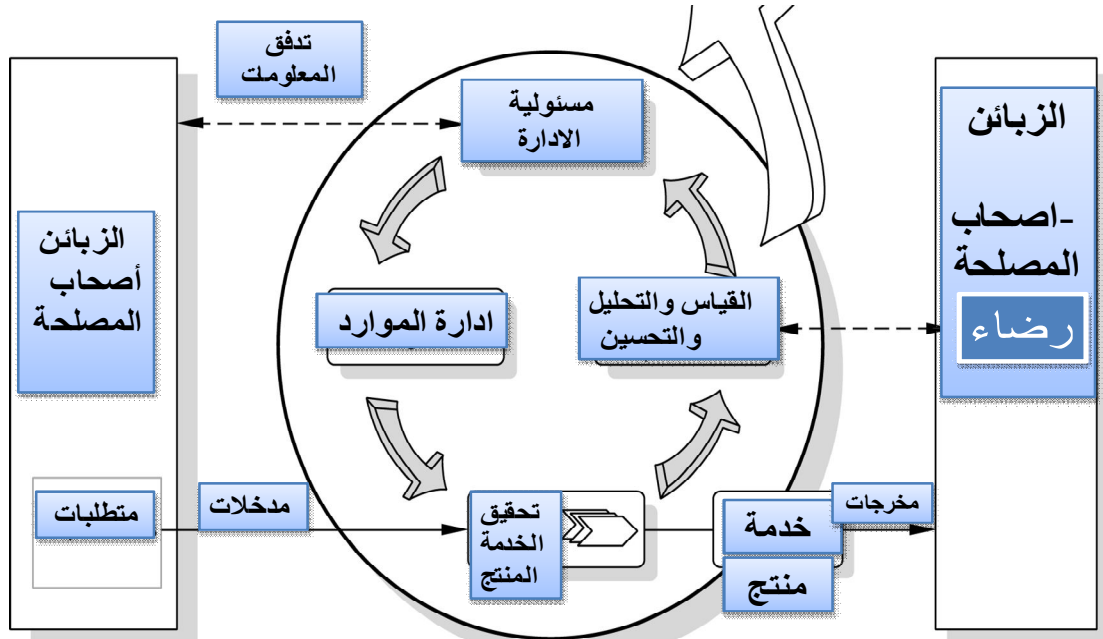 تدفق
المعلومت
مسئولية
الادارة
الزبائن
-اصحاب
المصلحة
رضاء
الزبائن
أصحاب
المصلحة
القياس والتحليل
والتحسين
ادارة الموارد
متطلبات
مدخلات
تحقيق
الخدمة
المنتج
خدمة
منتج
مخرجات